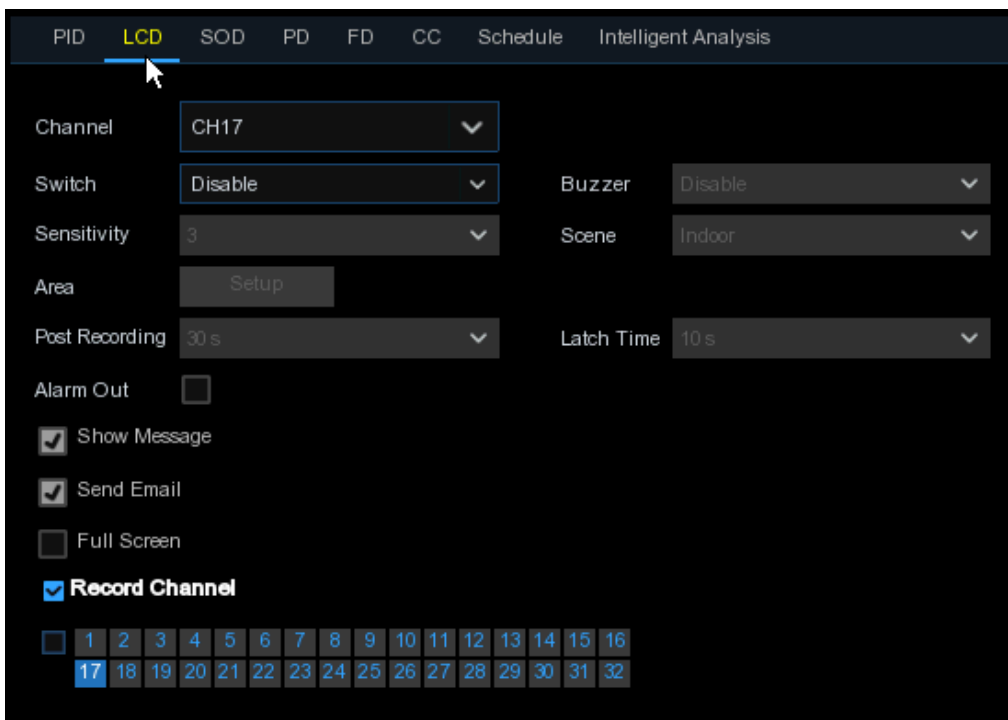 PID LCD SOD PD FD CC Schedule Intelligent Analysis
Channel CH17
Switch Disable Buzzer Disable
Sensitivity 3 Scene Indoor
Area Setup
Post Recording 30 s Latch Time 10 s
Alarm Out
Show Message
Send Email
Full Screen
Record Channel
1 2 3 4 5 6 7 8 9 10 11 12 13 14 15 16
17 18 19 20 21 22 23 24 25 26 27 28 29 30 31 32